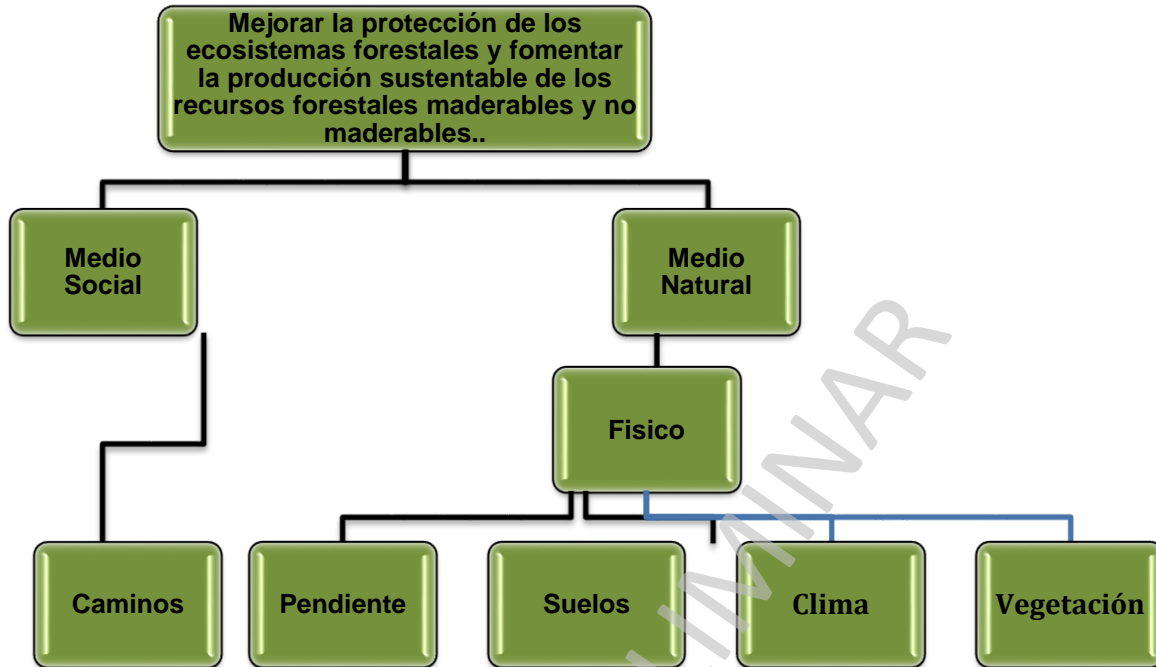 Mejorar la protección de los
ecosistemas forestales y fomentar
la producción sustentable de los
recursos forestales maderables y no
maderables..
Medio
Social
Medio
Natural
Fisico
Caminos
Pendiente
Suelos
Clima
Vegetación
LIMINAR